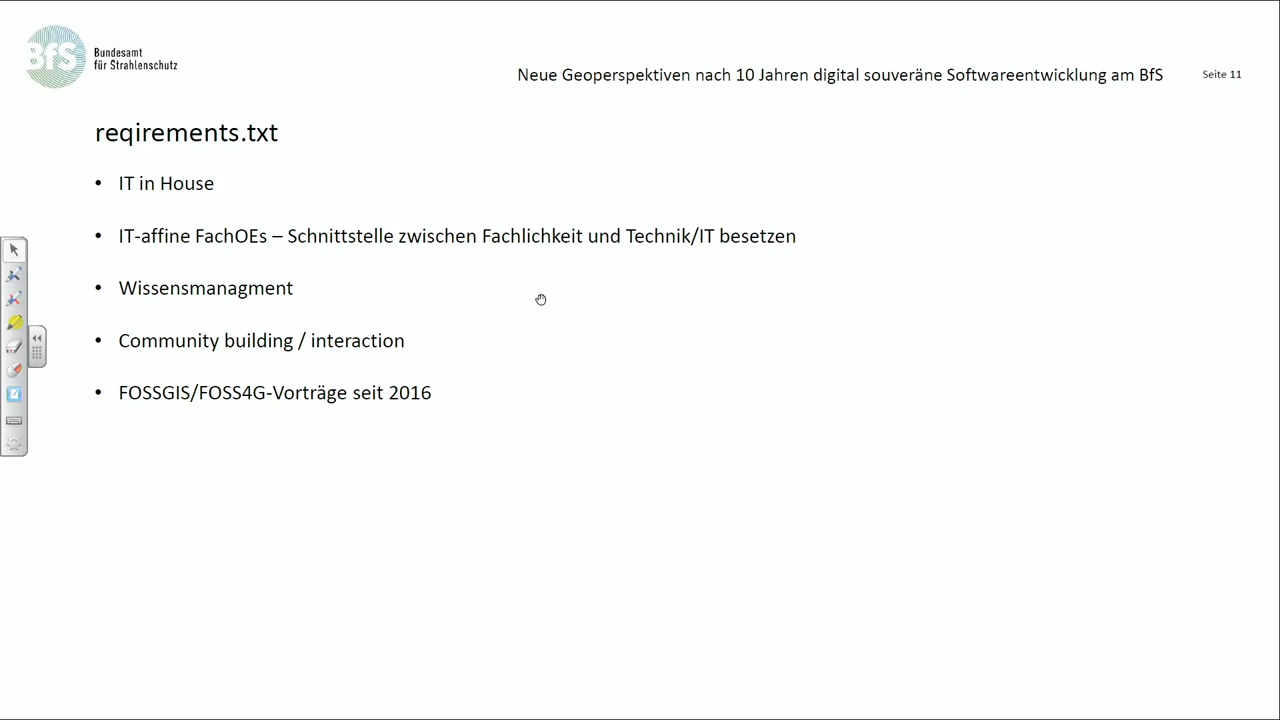 BfS
Bundesamt
für Strahlenschutz
Neue Geoperspektiven nach 10 Jahren digital souveräne Softwareentwicklung am BfS
Seite 11
reqirements.txt
• IT in House
• IT-affine FachOEs – Schnittstelle zwischen Fachlichkeit und Technik/IT besetzen
• Wissensmanagment
• Community building / interaction
• FOSSGIS/FOSS4G-Vorträge seit 2016